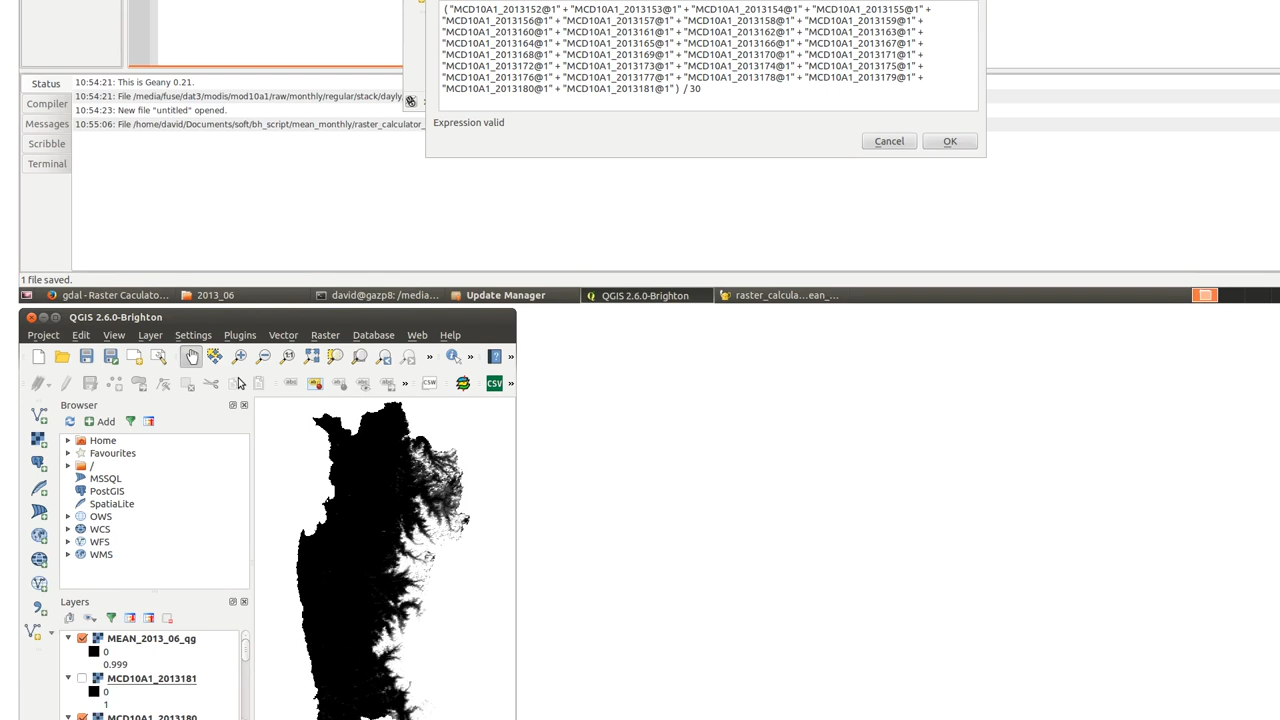 ( "MCD10A1_2013152@1" + "MCD10A1_2013153@1" + "MCD10A1_2013154@1" + "MCD10A1_2013155@1" +
"MCD10A1_2013156@1" + "MCD10A1_2013157@1" + "MCD10A1_2013158@1" + "MCD10A1_2013159@1" +
"MCD10A1_2013160@1" + "MCD10A1_2013161@1" + "MCD10A1_2013162@1" + "MCD10A1_2013163@1" +
"MCD10A1_2013164@1" + "MCD10A1_2013165@1" + "MCD10A1_2013166@1" + "MCD10A1_2013167@1" +
"MCD10A1_2013168@1" + "MCD10A1_2013169@1" + "MCD10A1_2013170@1" + "MCD10A1_2013171@1" +
"MCD10A1_2013172@1" + "MCD10A1_2013173@1" + "MCD10A1_2013174@1" + "MCD10A1_2013175@1" +
"MCD10A1_2013176@1" + "MCD10A1_2013177@1" + "MCD10A1_2013178@1" + "MCD10A1_2013179@1" +
"MCD10A1_2013180@1" + "MCD10A1_2013181@1" ) / 30
Expression valid
Cancel
OK
Status
Compiler
Messages
Scribble
Terminal
10:54:21: This is Geany 0.21.
10:54:21: File /media/fuse/dat3/modis/mod10a1/raw/monthly/regular/stack/dayly
10:54:23: New file "untitled" opened.
10:55:06: File /home/david/Documents/soft/bh_script/mean_monthly/raster_calculator_
1 file saved.
gdal - Raster Caculato...
2013_06
david@gazp8: /media...
Update Manager
QGIS 2.6.0-Brighton
raster_calcula...ean_...
QGIS 2.6.0-Brighton
Project Edit View Layer Settings Plugins Vector Raster Database Web Help
CSW
CSV
Browser
Add
Home
Favourites
/
MSSQL
PostGIS
SpatiaLite
OWS
WCS
WFS
WMS
Layers
MEAN_2013_06_qg
0
0.999
MCD10A1_2013181
0
1
MCD10A1_2013180